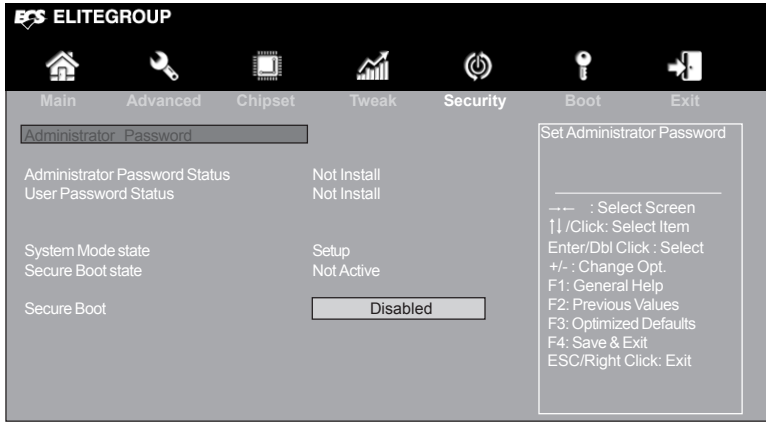 ECS ELITEGROUP
Main Advanced Chipset Tweak Security Boot Exit
Administrator Password
Administrator Password Status Not Install
User Password Status Not Install
System Mode state Setup
Secure Boot state Not Active
Secure Boot Disabled
Set Administrator Password
→← : Select Screen
↑↓/Click: Select Item
Enter/Dbl Click : Select
+/- : Change Opt.
F1: General Help
F2: Previous Values
F3: Optimized Defaults
F4: Save & Exit
ESC/Right Click: Exit